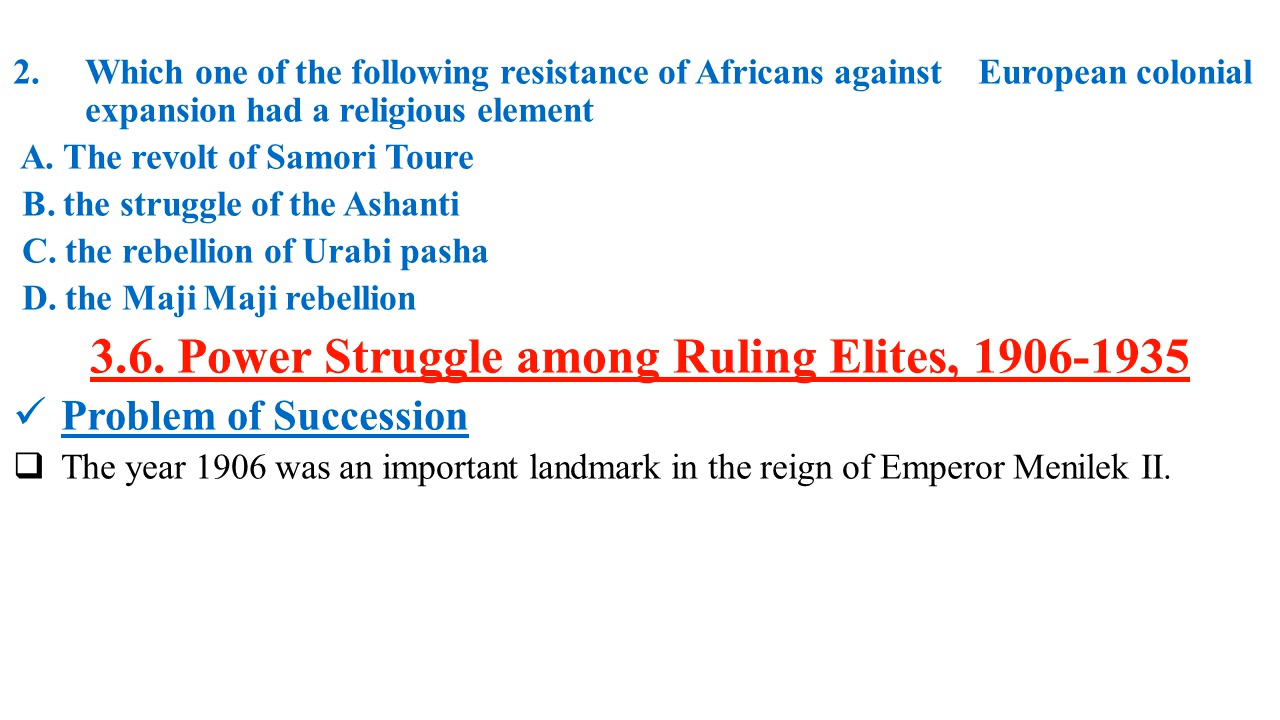 2. Which one of the following resistance of Africans against European colonial
expansion had a religious element
A. The revolt of Samori Toure
B. the struggle of the Ashanti
C. the rebellion of Urabi pasha
D. the Maji Maji rebellion
3.6. Power Struggle among Ruling Elites, 1906-1935
✓ Problem of Succession
❑ The year 1906 was an important landmark in the reign of Emperor Menilek II.